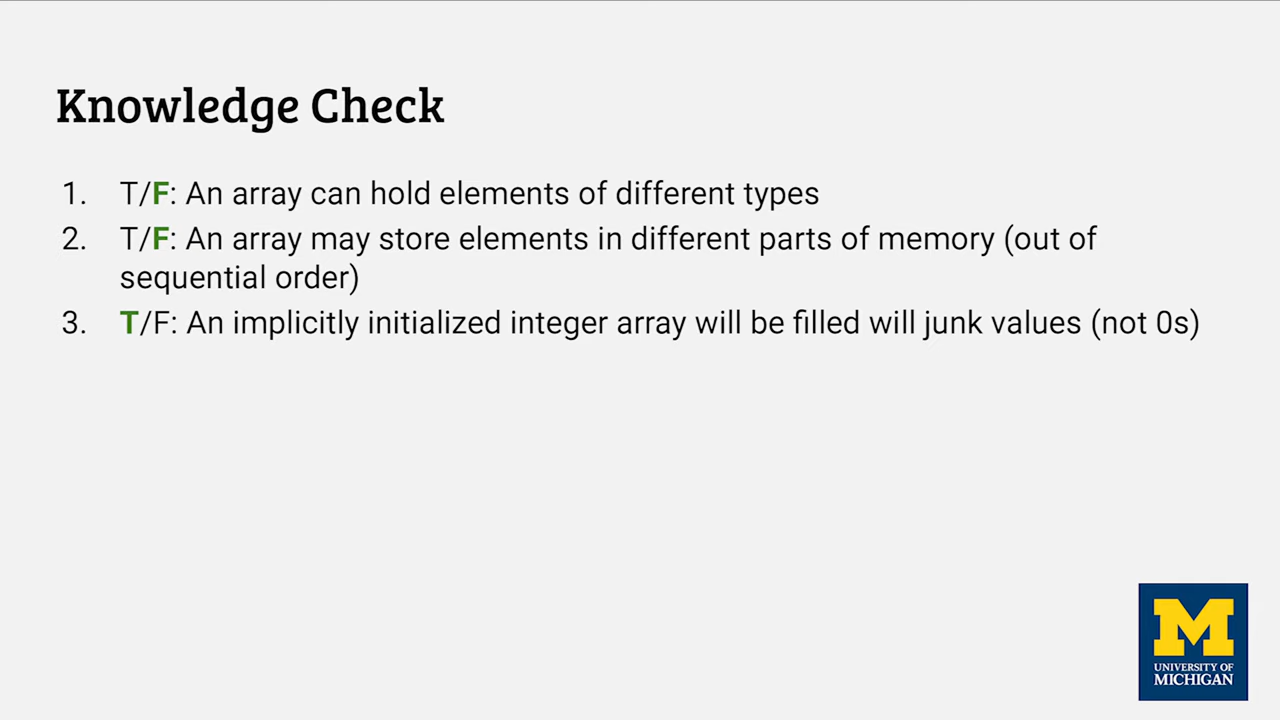 Knowledge Check
1. T/F: An array can hold elements of different types
2. T/F: An array may store elements in different parts of memory (out of
sequential order)
3. T/F: An implicitly initialized integer array will be filled will junk values (not 0s)
M
UNIVERSITY OF
MICHIGAN